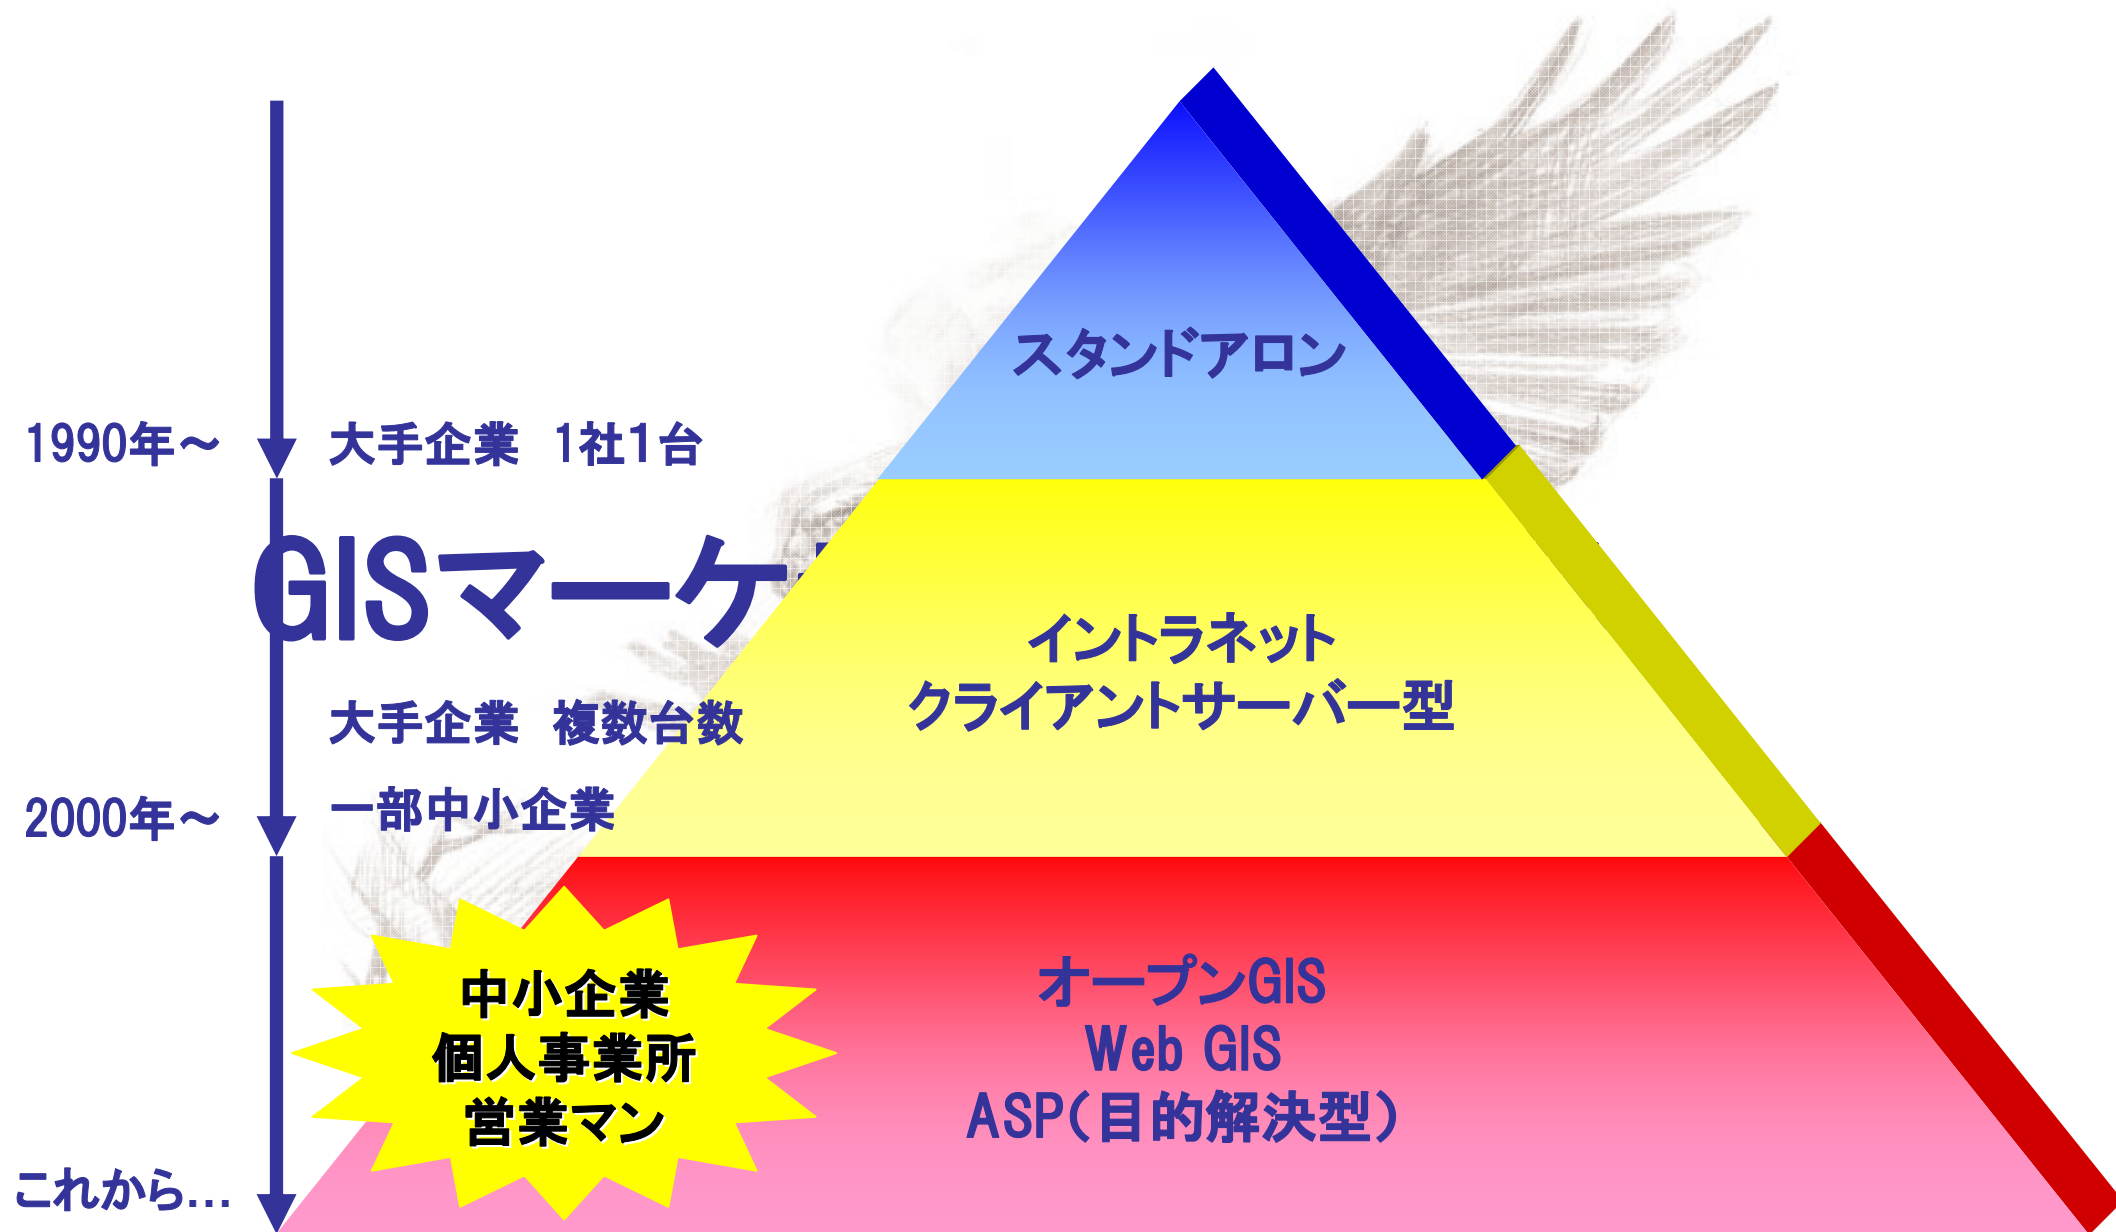 スタンドアロン
1990年～
大手企業 1社1台
GISマーケ
イントラネット
クライアントサーバー型
大手企業 複数台数
2000年～
一部中小企業
中小企業
個人事業所
営業マン
オープンGIS
Web GIS
ASP(目的解決型)
これから...